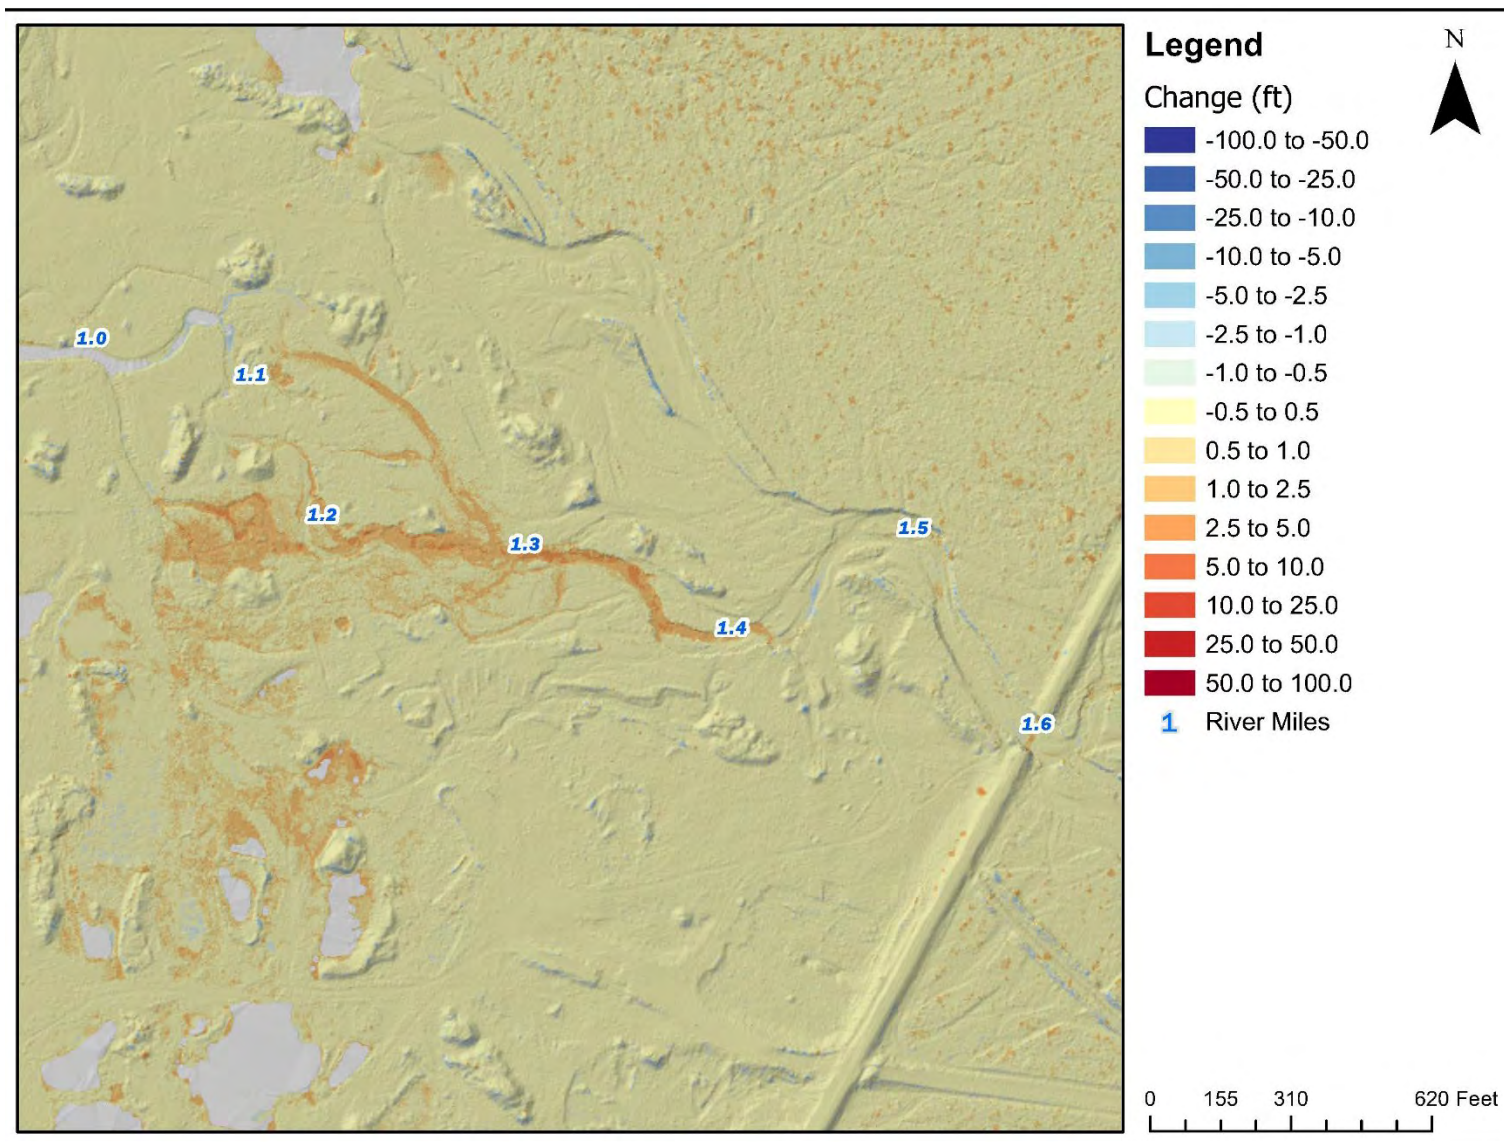 Legend
N
Change (ft)
-100.0 to -50.0
-50.0 to -25.0
-25.0 to -10.0
-10.0 to -5.0
-5.0 to -2.5
-2.5 to -1.0
-1.0 to -0.5
-0.5 to 0.5
0.5 to 1.0
1.0 to 2.5
2.5 to 5.0
5.0 to 10.0
10.0 to 25.0
25.0 to 50.0
50.0 to 100.0
1 River Miles
1.0
1.1
1.2
1.3
1.4
1.5
1.6
0 155 310 620 Feet